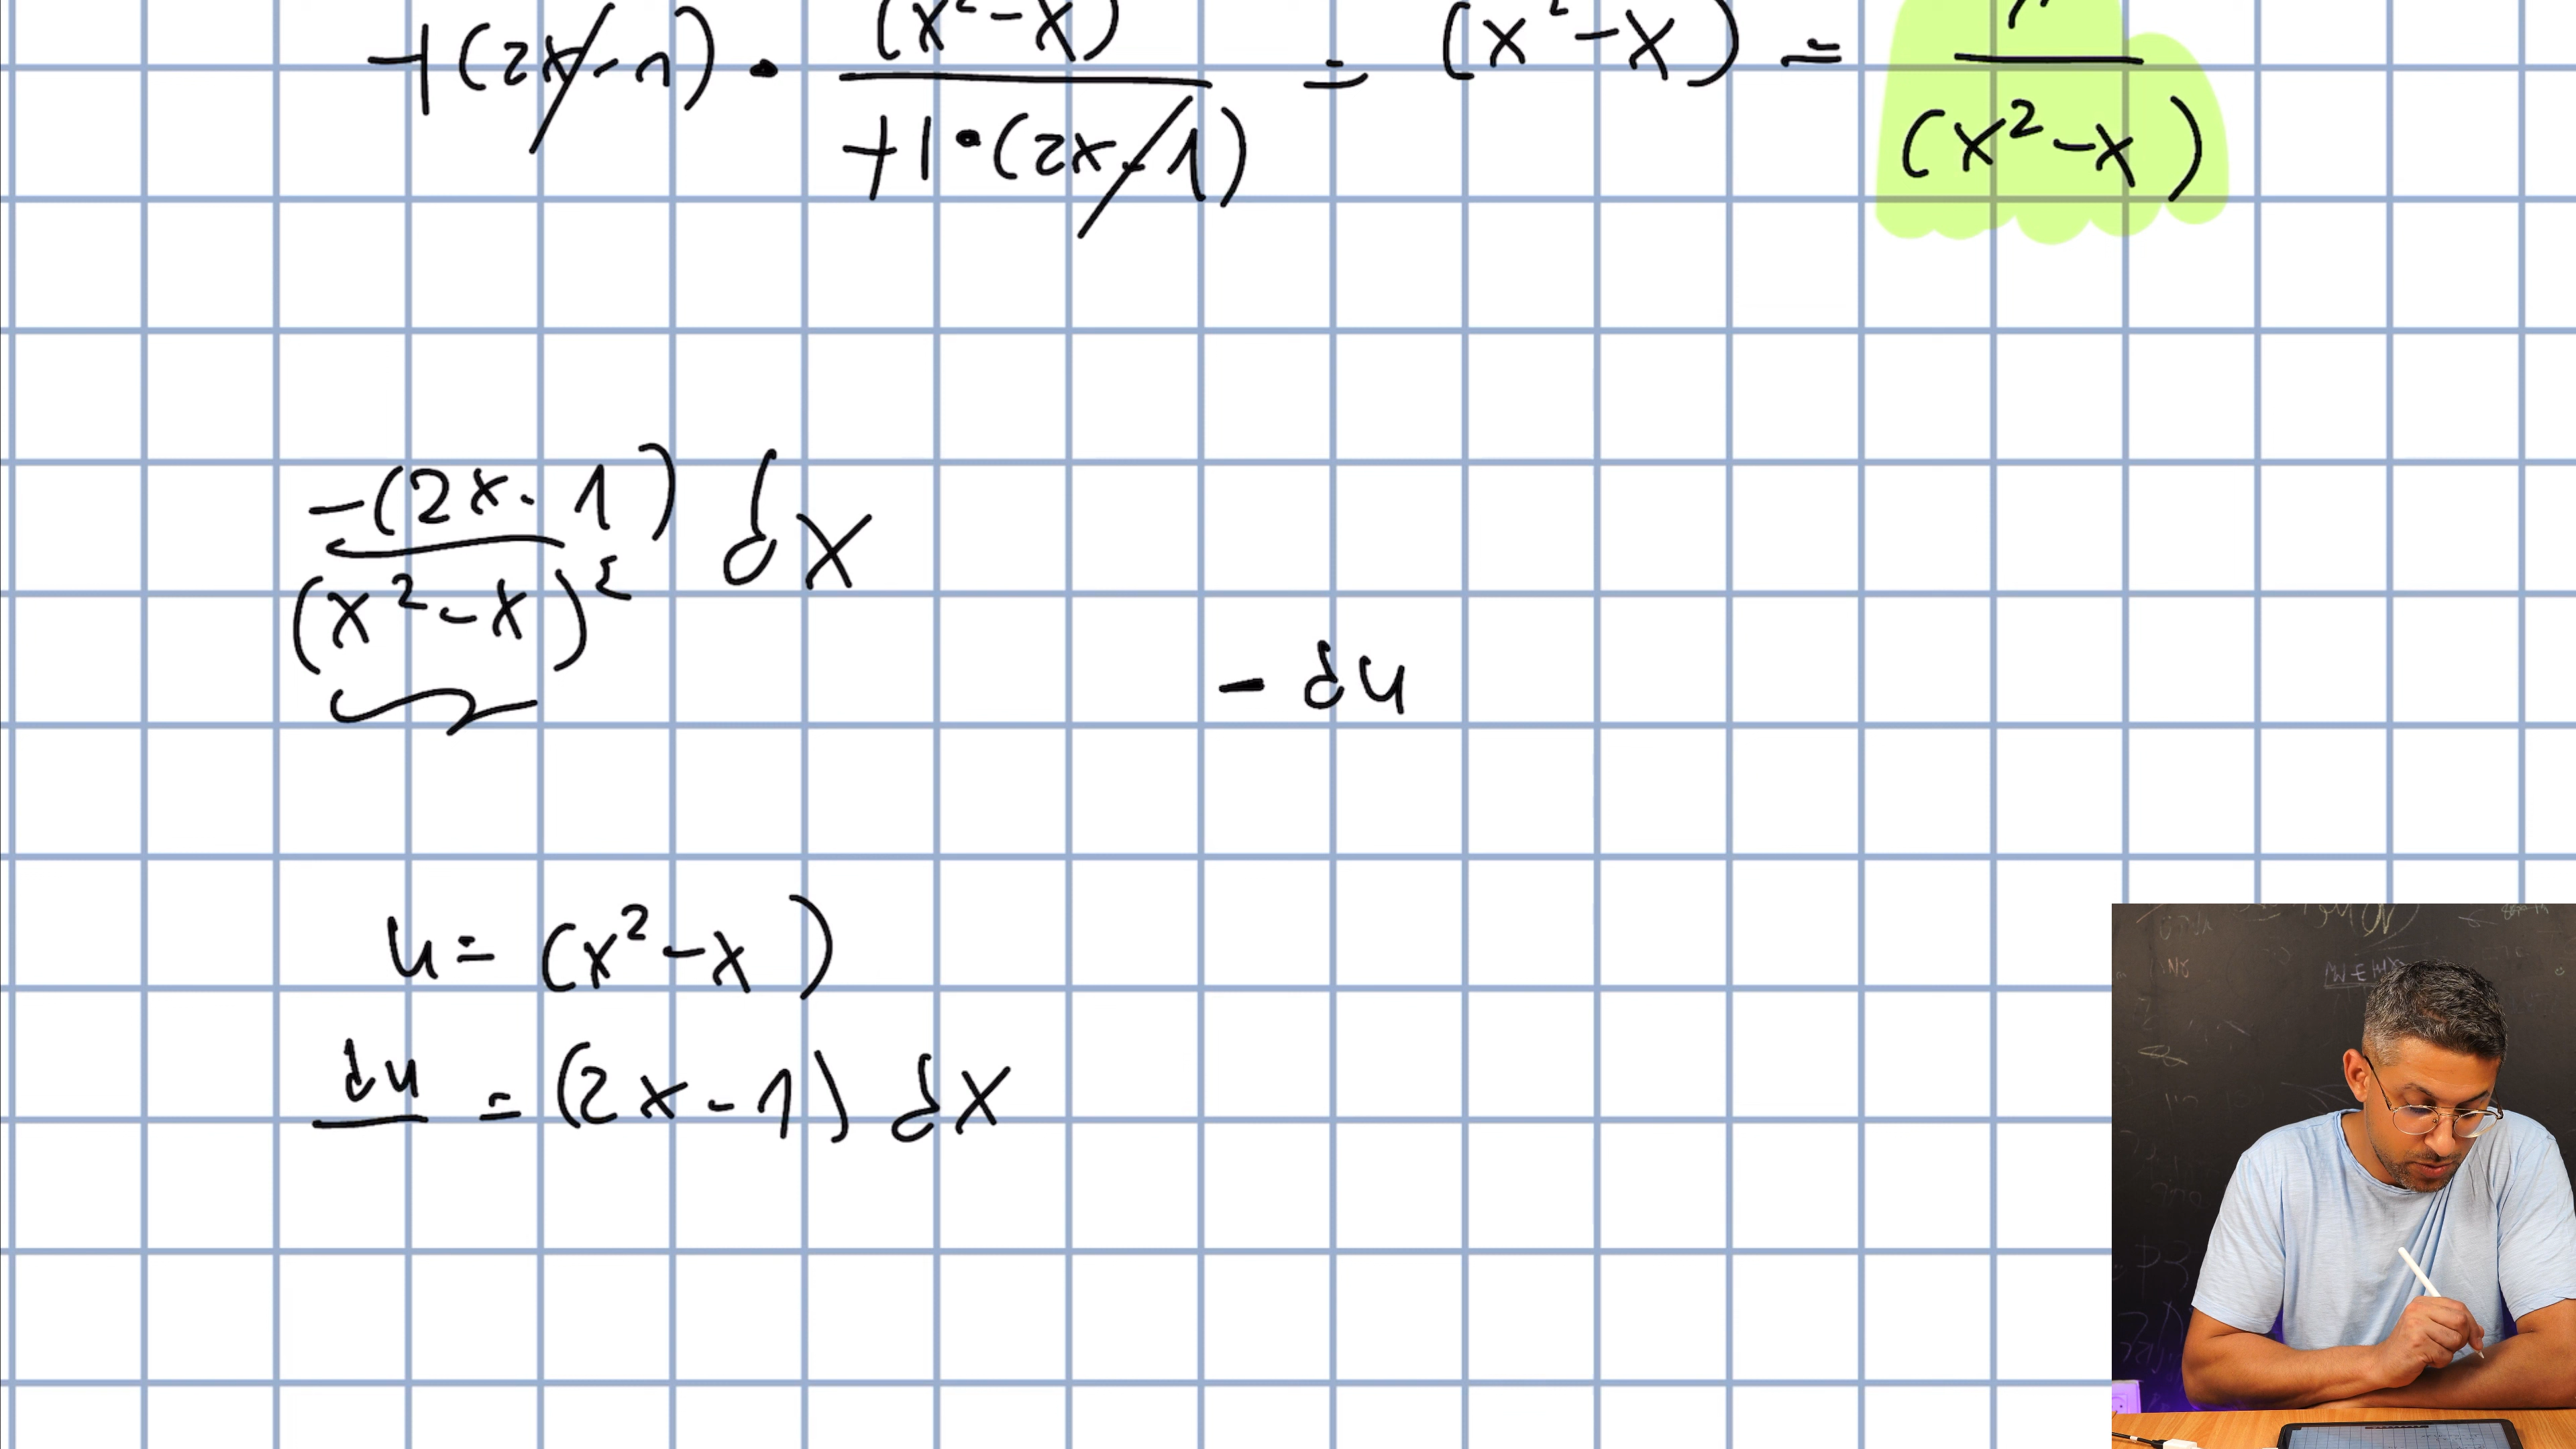 -1(2x-1) · (x²-x) / +1·(2x-1) = (x²-x) = 1 / (x²-x)
-(2x-1) / (x²-x)² dx
- du
u = (x²-x)
du = (2x-1) dx